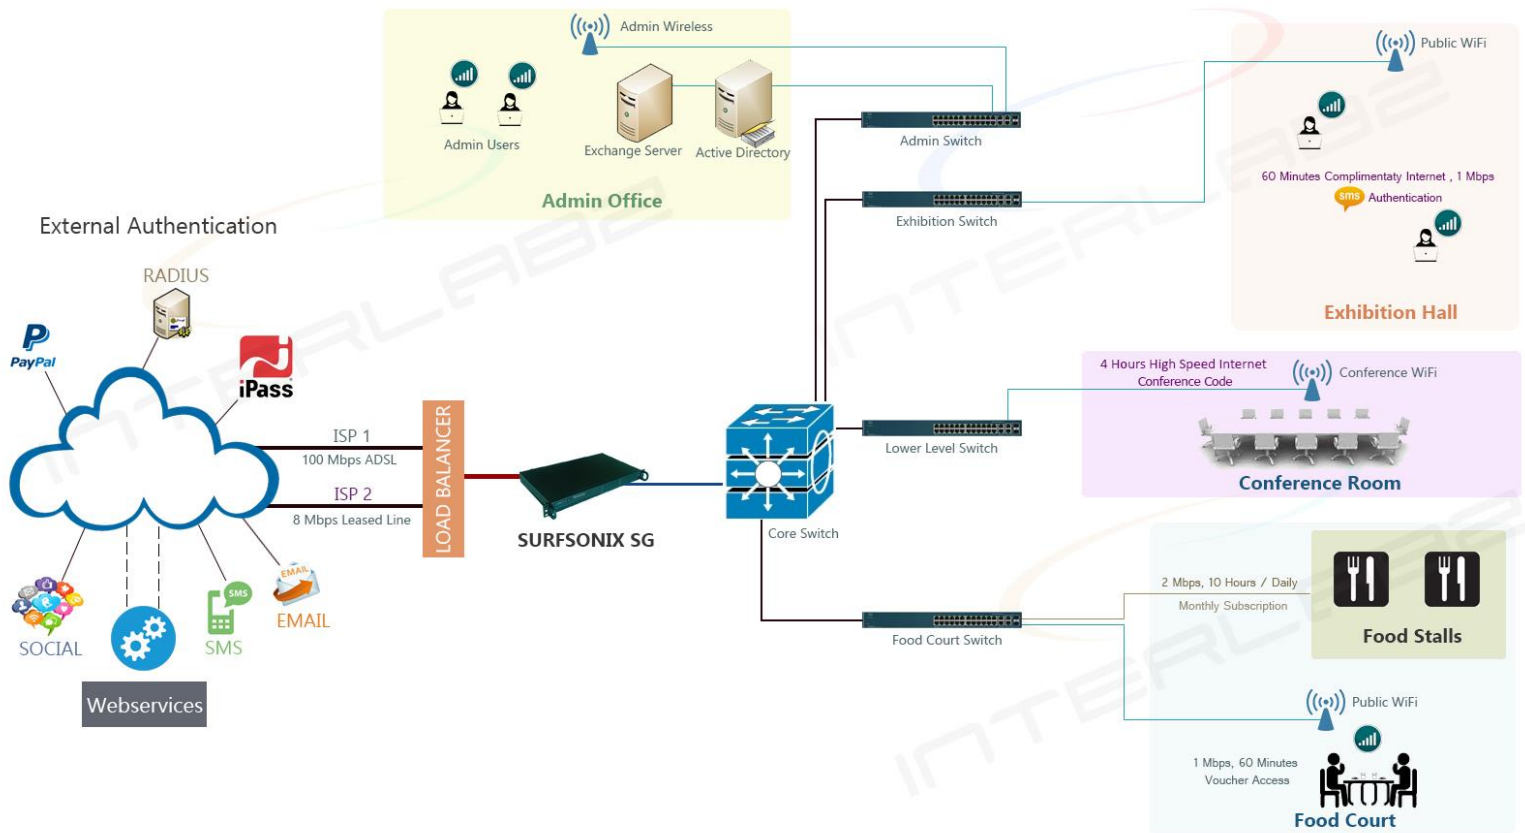 Admin Wireless
Admin Users
Exchange Server
Active Directory
Admin Office
Admin Switch
Exhibition Switch
Public WiFi
60 Minutes Complimentaty Internet , 1 Mbps
sms Authentication
Exhibition Hall
External Authentication
RADIUS
PayPal
iPass
ISP 1
100 Mbps ADSL
ISP 2
8 Mbps Leased Line
LOAD BALANCER
SURFSONIX SG
Core Switch
SOCIAL
Webservices
SMS
SMS
EMAIL
EMAIL
Lower Level Switch
4 Hours High Speed Internet
Conference Code
Conference WiFi
Conference Room
Food Court Switch
2 Mbps, 10 Hours / Daily
Monthly Subscription
Food Stalls
Public WiFi
1 Mbps, 60 Minutes
Voucher Access
Food Court
INTERLAB2
INTERLAB2
INTERLAB2